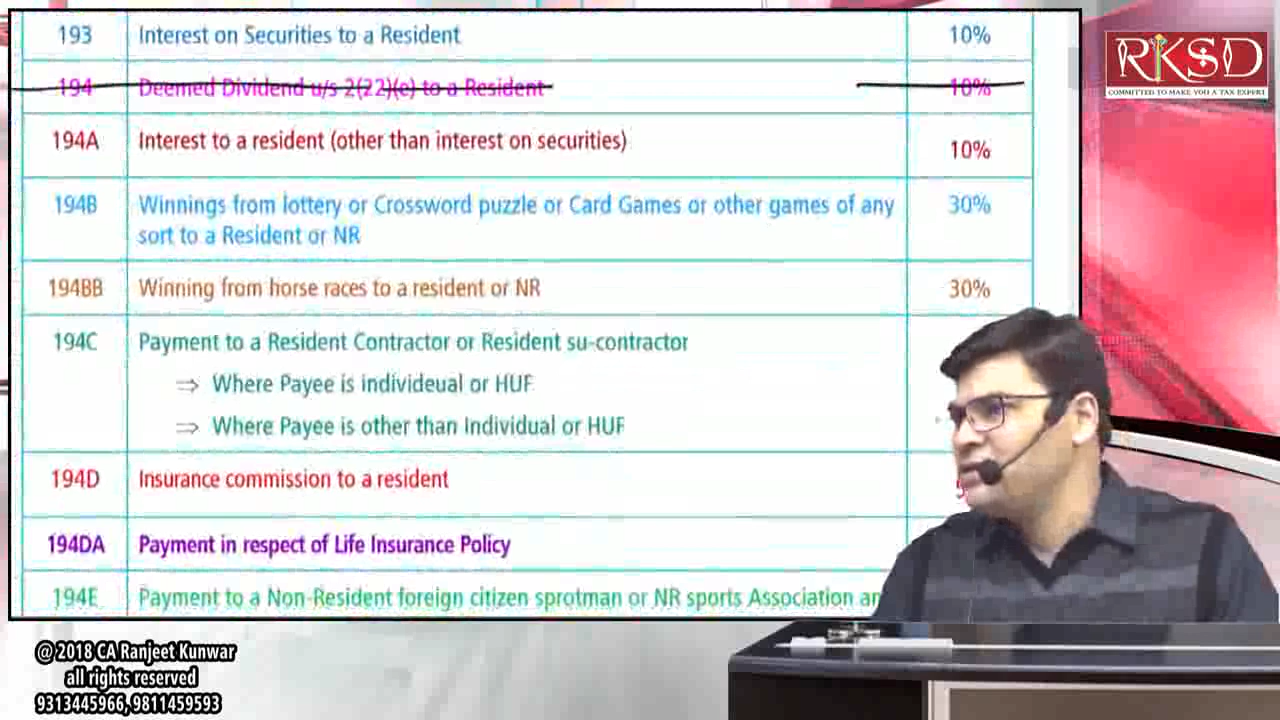 193 Interest on Securities to a Resident 10%
194 Deemed Dividend u/s 2(22)(e) to a Resident 10%
194A Interest to a resident (other than interest on securities) 10%
194B Winnings from lottery or Crossword puzzle or Card Games or other games of any 30%
sort to a Resident or NR
194BB Winning from horse races to a resident or NR 30%
194C Payment to a Resident Contractor or Resident su-contractor
⇒ Where Payee is individeual or HUF
⇒ Where Payee is other than Individual or HUF
194D Insurance commission to a resident
194DA Payment in respect of Life Insurance Policy
194E Payment to a Non-Resident foreign citizen sprotman or NR sports Association
RKSD
COMMITTED TO MAKE YOU A TAX EXPERT
@ 2018 CA Ranjeet Kunwar
all rights reserved
9313445966, 9811459593